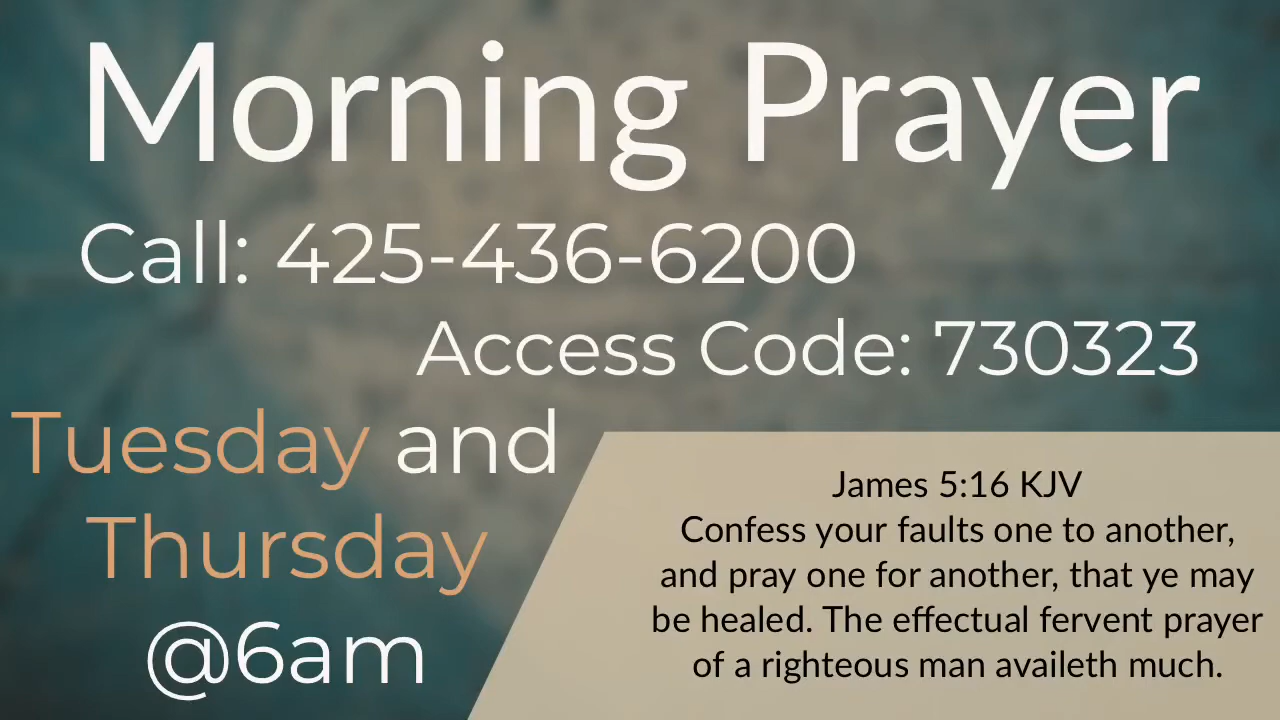 Morning Prayer
Call: 425-436-6200
Access Code: 730323
Tuesday and
Thursday
@6am
James 5:16 KJV
Confess your faults one to another,
and pray one for another, that ye may
be healed. The effectual fervent prayer
of a righteous man availeth much.